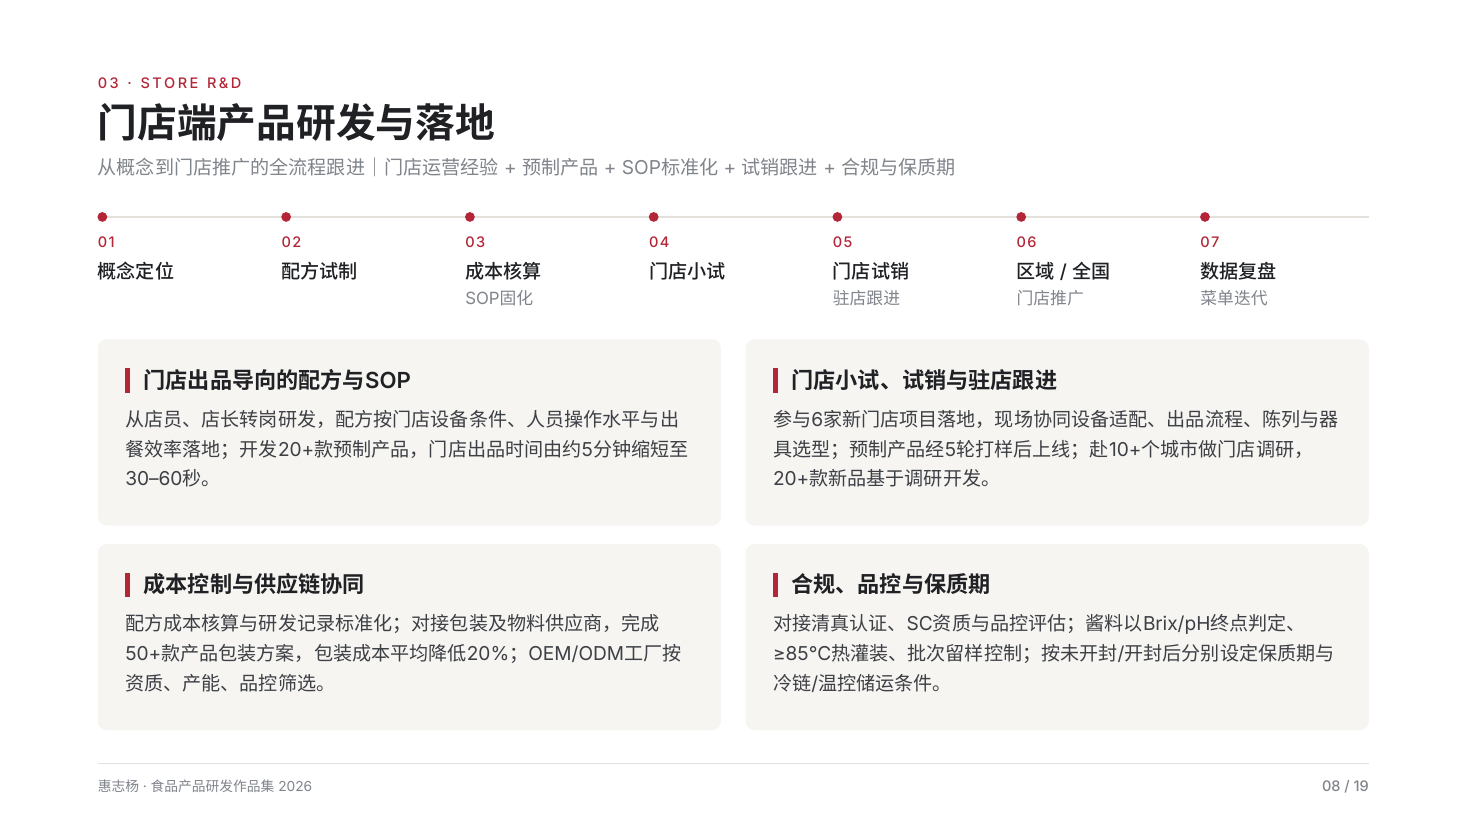 03 · STORE R&D
门店端产品研发与落地
从概念到门店推广的全流程跟进｜门店运营经验 + 预制产品 + SOP标准化 + 试销跟进 + 合规与保质期
01
概念定位
02
配方试制
03
成本核算
SOP固化
04
门店小试
05
门店试销
驻店跟进
06
区域 / 全国
门店推广
07
数据复盘
菜单迭代
门店出品导向的配方与SOP
从店员、店长转岗研发，配方按门店设备条件、人员操作水平与出
餐效率落地；开发20+款预制产品，门店出品时间由约5分钟缩短至
30–60秒。
门店小试、试销与驻店跟进
参与6家新门店项目落地，现场协同设备适配、出品流程、陈列与器
具选型；预制产品经5轮打样后上线；赴10+个城市做门店调研，
20+款新品基于调研开发。
成本控制与供应链协同
配方成本核算与研发记录标准化；对接包装及物料供应商，完成
50+款产品包装方案，包装成本平均降低20%；OEM/ODM工厂按
资质、产能、品控筛选。
合规、品控与保质期
对接清真认证、SC资质与品控评估；酱料以Brix/pH终点判定、
≥85°C热灌装、批次留样控制；按未开封/开封后分别设定保质期与
冷链/温控储运条件。
惠志杨 · 食品产品研发作品集 2026
08 / 19